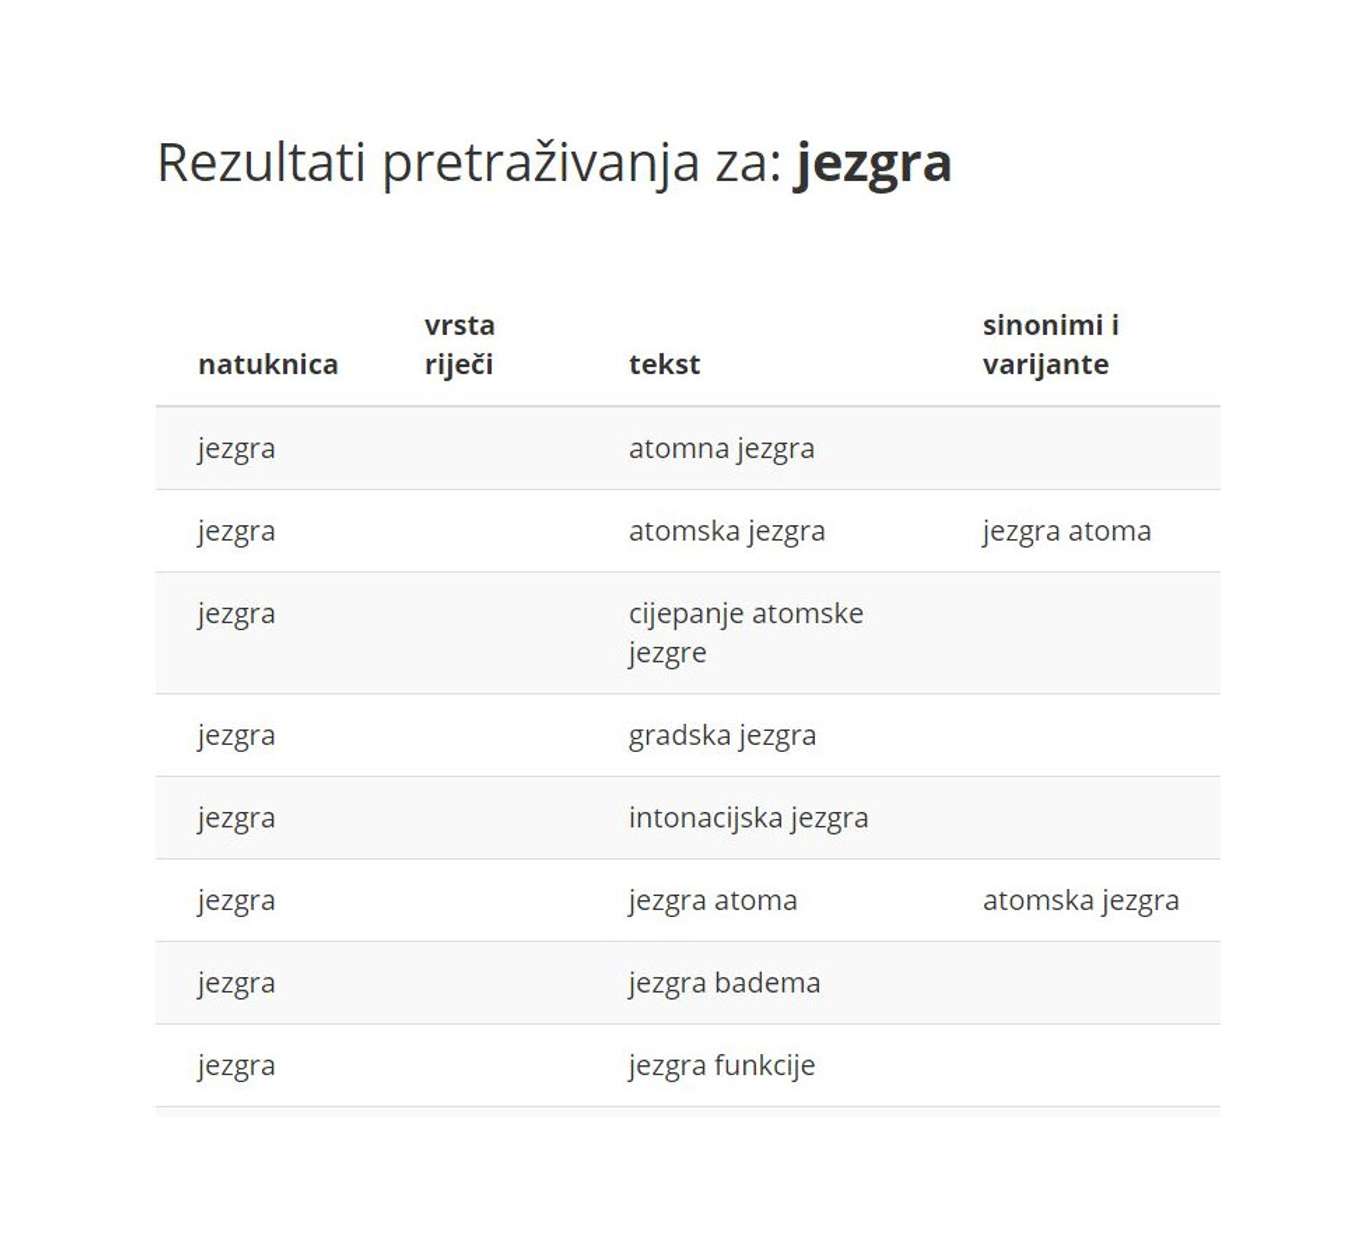 Rezultati pretraživanja za: jezgra
vrsta
sinonimi i
natuknica riječi tekst varijante
jezgra atomna jezgra
jezgra atomska jezgra jezgra atoma
jezgra cijepanje atomske
jezgre
jezgra gradska jezgra
jezgra intonacijska jezgra
jezgra jezgra atoma atomska jezgra
jezgra jezgra badema
jezgra jezgra funkcije